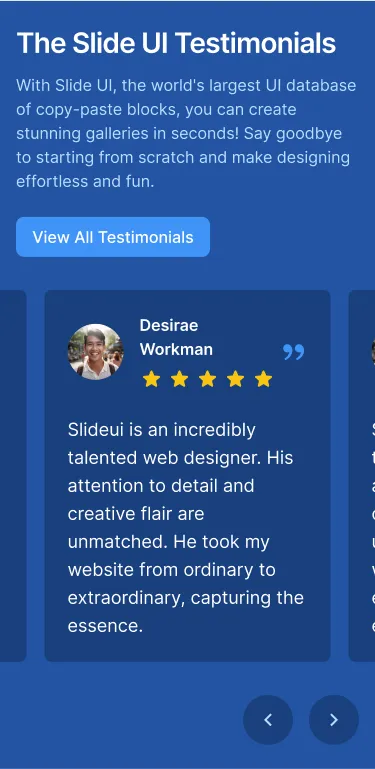 The Slide UI Testimonials
With Slide UI, the world's largest UI database
of copy-paste blocks, you can create
stunning galleries in seconds! Say goodbye
to starting from scratch and make designing
effortless and fun.
View All Testimonials
Desirae
Workman
Slideui is an incredibly
talented web designer. His
attention to detail and
creative flair are
unmatched. He took my
website from ordinary to
extraordinary, capturing the
essence.